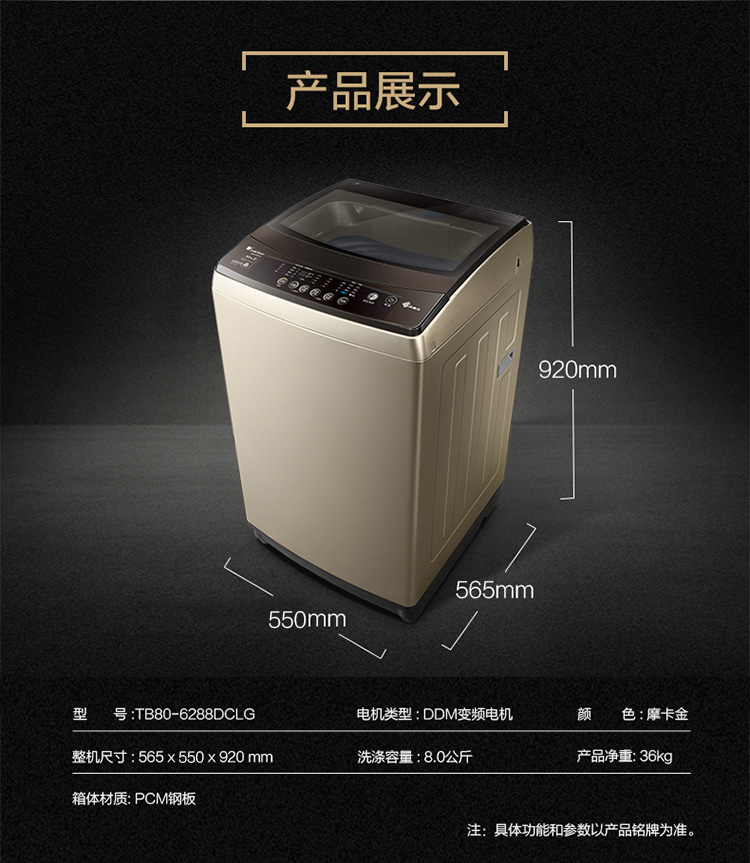 产品展示
920mm
565mm
550mm
型 号:TB80-6288DCLG 电机类型 : DDM变频电机 颜 色 : 摩卡金
整机尺寸 : 565 x 550 x 920 mm 洗涤容量 : 8.0公斤 产品净重: 36kg
箱体材质: PCM钢板
注: 具体功能和参数以产品铭牌为准。